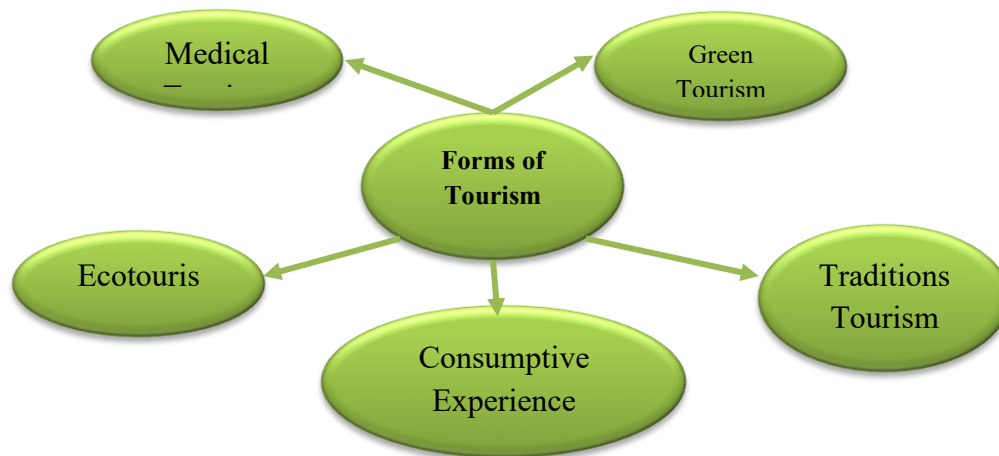 Medical
Green
Tourism
Forms of
Tourism
Ecotouris
Traditions
Tourism
Consumptive
Experience